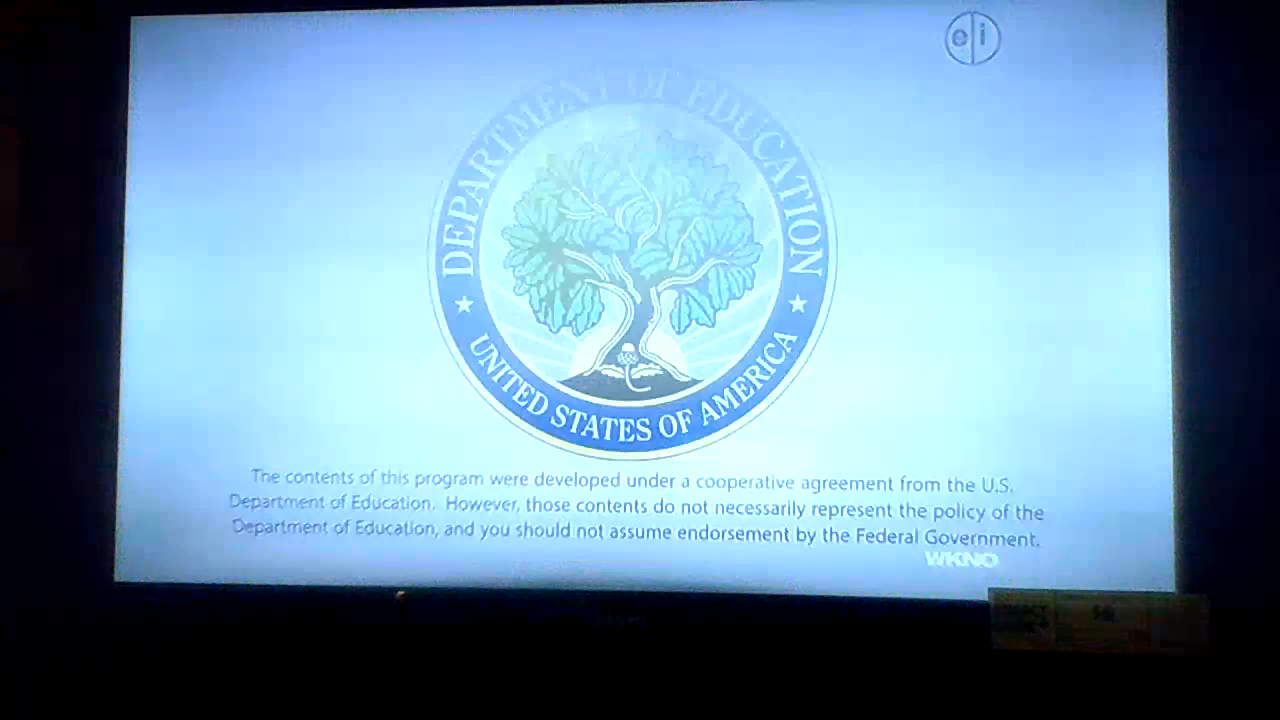 e i
DEPARTMENT OF EDUCATION
UNITED STATES OF AMERICA
The contents of this program were developed under a cooperative agreement from the U.S.
Department of Education. However, those contents do not necessarily represent the policy of the
Department of Education, and you should not assume endorsement by the Federal Government.
WKNO